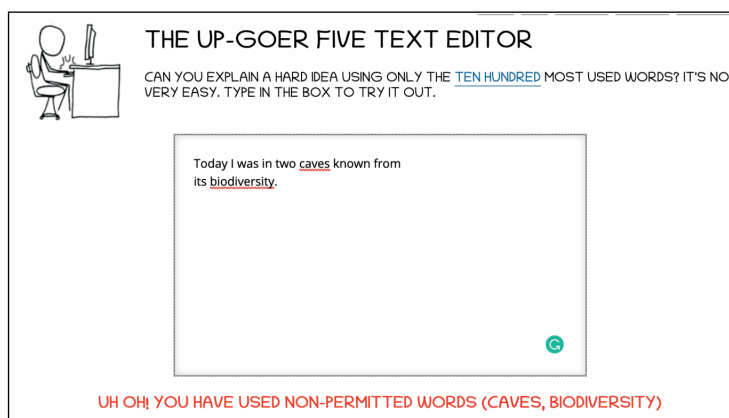 THE UP-GOER FIVE TEXT EDITOR
CAN YOU EXPLAIN A HARD IDEA USING ONLY THE TEN HUNDRED MOST USED WORDS? IT'S NO
VERY EASY. TYPE IN THE BOX TO TRY IT OUT.
Today I was in two caves known from
its biodiversity.
UH OH! YOU HAVE USED NON-PERMITTED WORDS (CAVES, BIODIVERSITY)